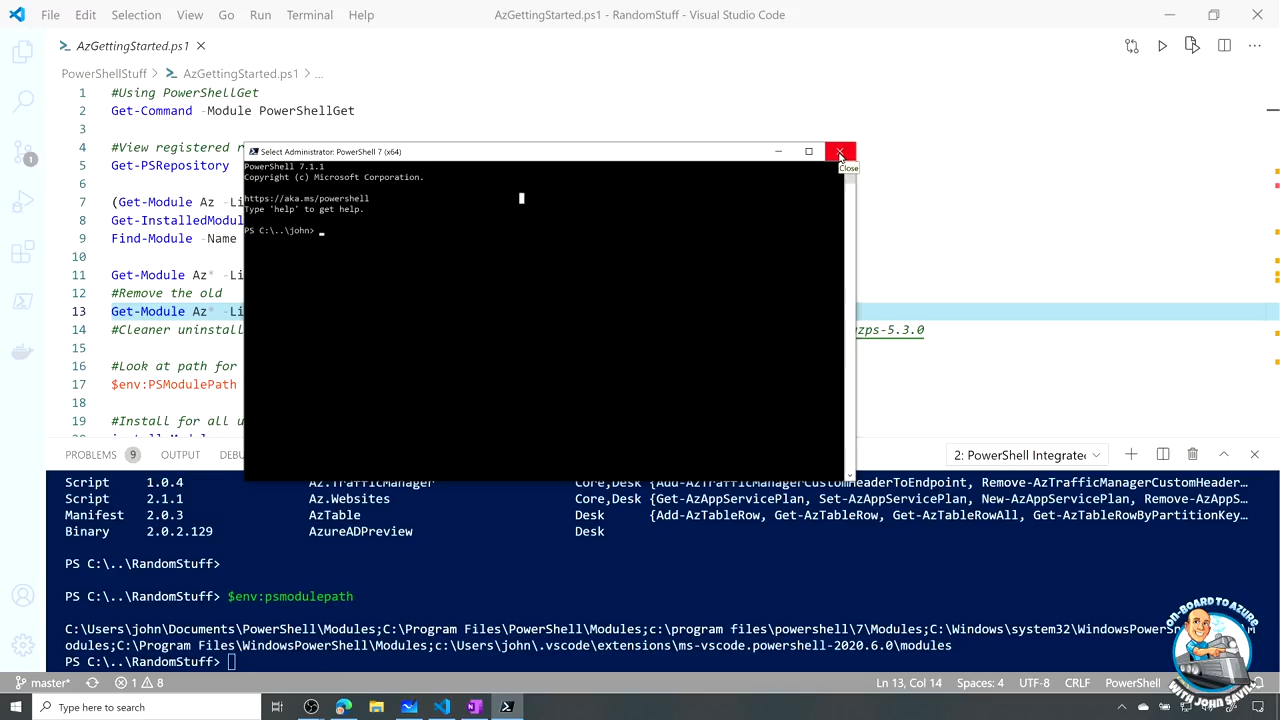 File Edit Selection View Go Run Terminal Help
AzGettingStarted.ps1 - RandomStuff - Visual Studio Code
AzGettingStarted.ps1
PowerShellStuff > AzGettingStarted.ps1 > ...
1 #Using PowerShellGet
2 Get-Command -Module PowerShellGet
3
4 #View registered r
5 Get-PSRepository
6
7 (Get-Module Az -Li
8 Get-InstalledModul
9 Find-Module -Name
10
11 Get-Module Az* -Li
12 #Remove the old
13 Get-Module Az* -Li
14 #Cleaner uninstall zps-5.3.0
15
16 #Look at path for
17 $env:PSModulePath
18
19 #Install for all u
Select Administrator: PowerShell 7 (x64)
Close
PowerShell 7.1.1
Copyright (c) Microsoft Corporation.
https://aka.ms/powershell
Type 'help' to get help.
PS C:\..\john> _
1
PROBLEMS 9 OUTPUT DEBU
2: PowerShell Integrate
Script 1.0.4 Az.TrafficManager Core,Desk {Add-AzTrafficManagerCustomHeaderToEndpoint, Remove-AzTrafficManagerCustomHeader…
Script 2.1.1 Az.Websites Core,Desk {Get-AzAppServicePlan, Set-AzAppServicePlan, New-AzAppServicePlan, Remove-AzAppS…
Manifest 2.0.3 AzTable Desk {Add-AzTableRow, Get-AzTableRow, Get-AzTableRowAll, Get-AzTableRowByPartitionKey…
Binary 2.0.2.129 AzureADPreview Desk
PS C:\..\RandomStuff>
PS C:\..\RandomStuff> $env:psmodulepath
C:\Users\john\Documents\PowerShell\Modules;C:\Program Files\PowerShell\Modules;c:\program files\powershell\7\Modules;C:\Windows\system32\WindowsPower
odules;C:\Program Files\WindowsPowerShell\Modules;c:\Users\john\.vscode\extensions\ms-vscode.powershell-2020.6.0\modules
PS C:\..\RandomStuff>
ON-BOARD TO AZURE
WITH JOHN SAVILL
master* 1 8
Ln 13, Col 14 Spaces: 4 UTF-8 CRLF PowerShell
Type here to search